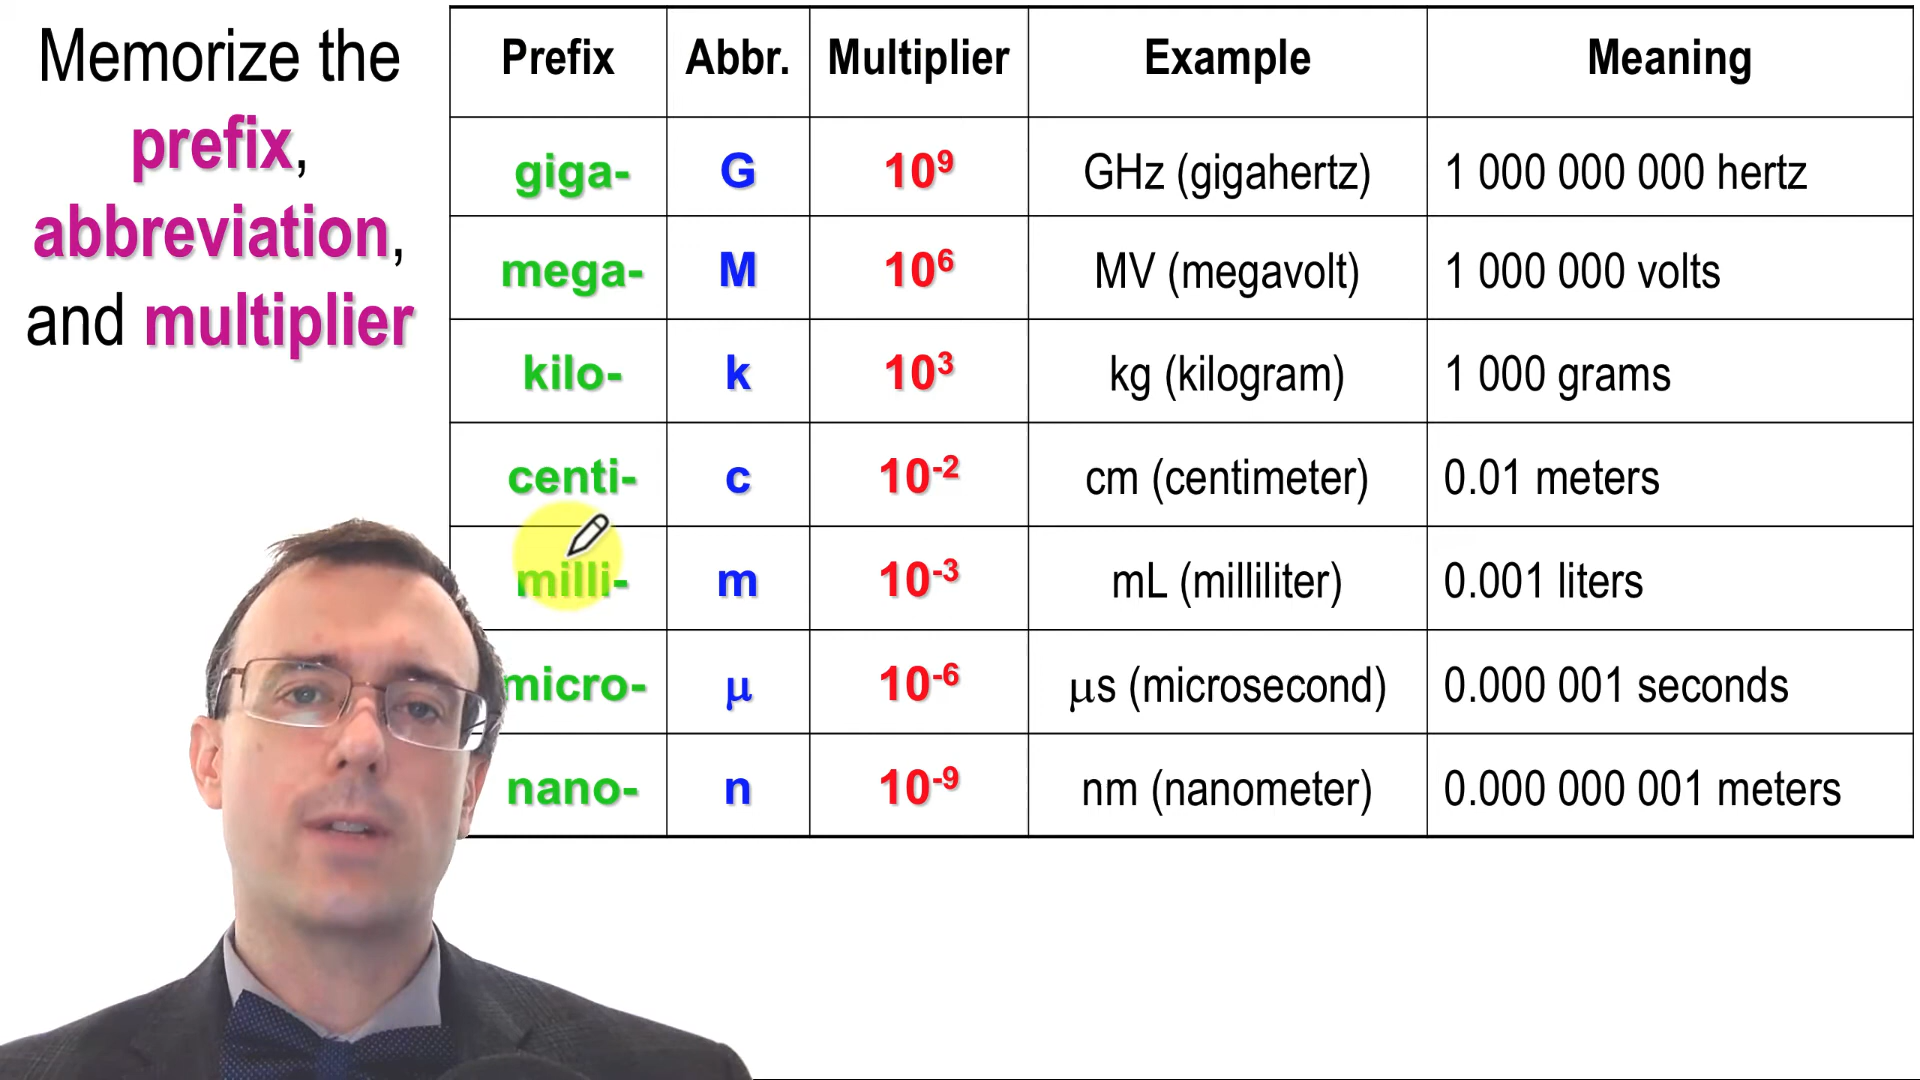 Memorize the
prefix,
abbreviation,
and multiplier
Prefix Abbr. Multiplier Example Meaning
giga- G 10⁹ GHz (gigahertz) 1 000 000 000 hertz
mega- M 10⁶ MV (megavolt) 1 000 000 volts
kilo- k 10³ kg (kilogram) 1 000 grams
centi- c 10⁻² cm (centimeter) 0.01 meters
milli- m 10⁻³ mL (milliliter) 0.001 liters
micro- μ 10⁻⁶ μs (microsecond) 0.000 001 seconds
nano- n 10⁻⁹ nm (nanometer) 0.000 000 001 meters